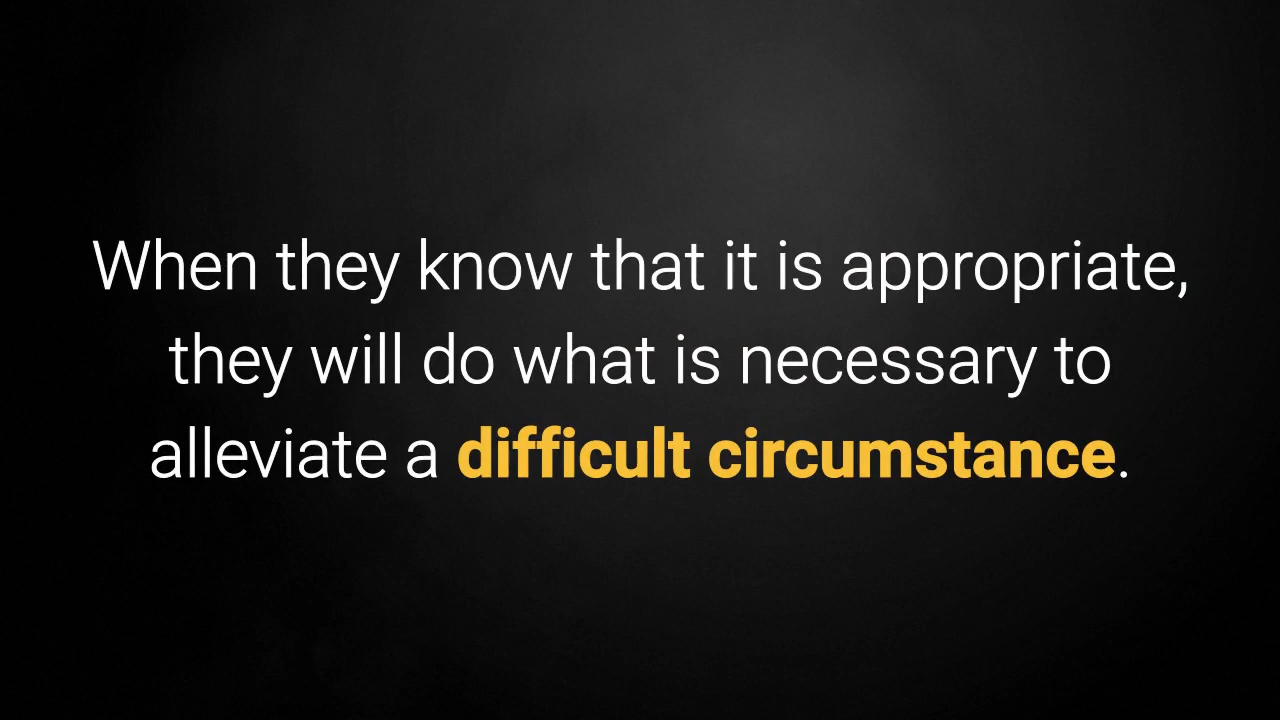 When they know that it is appropriate,
they will do what is necessary to
alleviate a difficult circumstance.